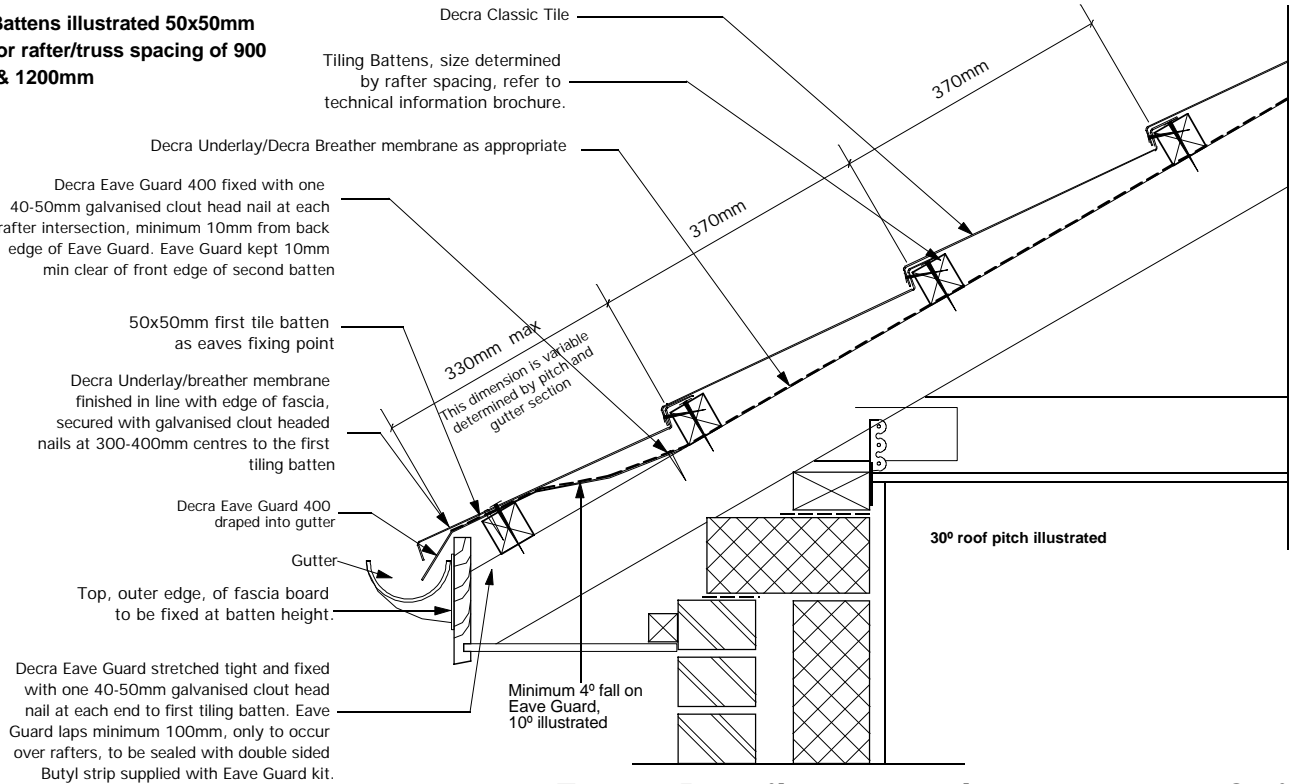 Battens illustrated 50x50mm
or rafter/truss spacing of 900
& 1200mm
Decra Classic Tile
Tiling Battens, size determined
by rafter spacing, refer to
technical information brochure.
Decra Underlay/Decra Breather membrane as appropriate
Decra Eave Guard 400 fixed with one
40-50mm galvanised clout head nail at each
rafter intersection, minimum 10mm from back
edge of Eave Guard. Eave Guard kept 10mm
min clear of front edge of second batten
50x50mm first tile batten
as eaves fixing point
Decra Underlay/breather membrane
finished in line with edge of fascia,
secured with galvanised clout headed
nails at 300-400mm centres to the first
tiling batten
Decra Eave Guard 400
draped into gutter
Gutter
Top, outer edge, of fascia board
to be fixed at batten height.
Decra Eave Guard stretched tight and fixed
with one 40-50mm galvanised clout head
nail at each end to first tiling batten. Eave
Guard laps minimum 100mm, only to occur
over rafters, to be sealed with double sided
Butyl strip supplied with Eave Guard kit.
370mm
370mm
330mm max
This dimension is variable
determined by pitch and
gutter section
30º roof pitch illustrated
Minimum 4º fall on
Eave Guard,
10º illustrated